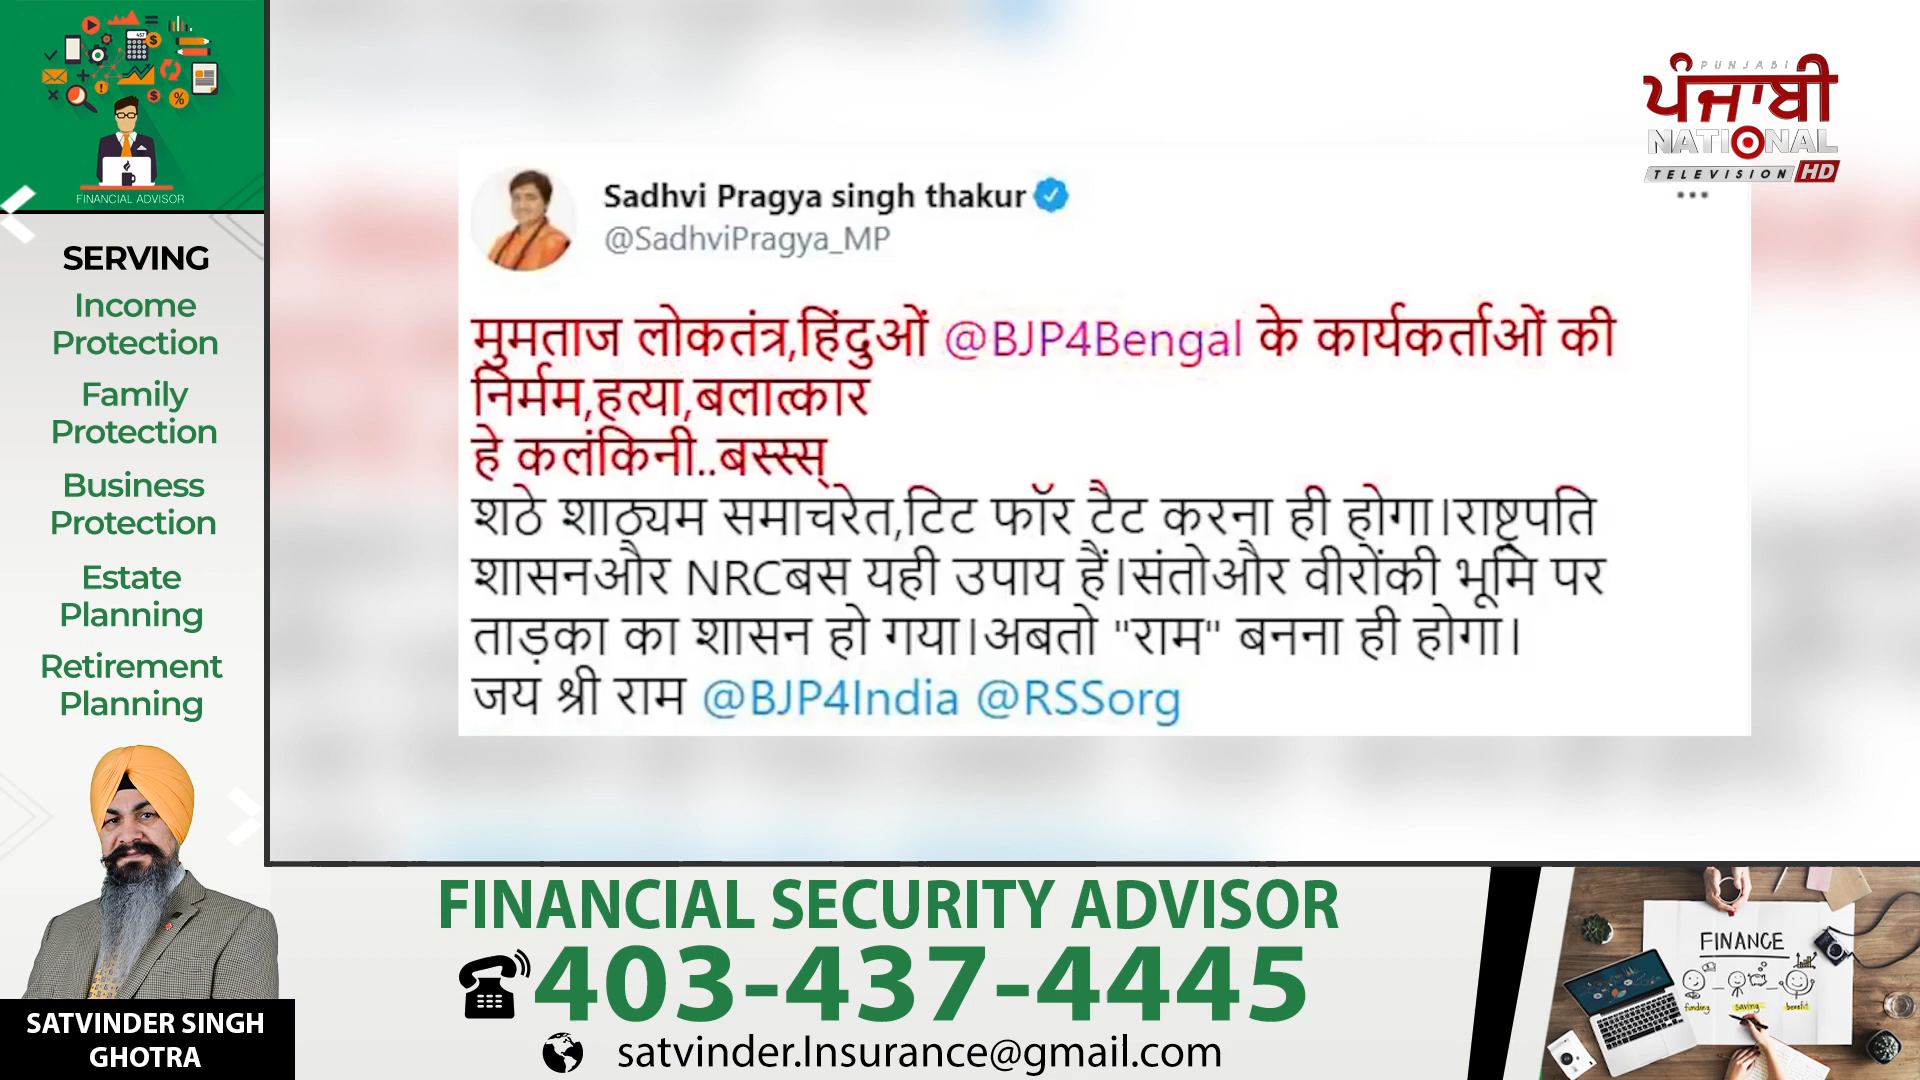 FINANCIAL ADVISOR
SERVING
Income
Protection
Family
Protection
Business
Protection
Estate
Planning
Retirement
Planning
SATVINDER SINGH
GHOTRA
PUNJABI
ਪੰਜਾਬੀ
NATIONAL
TELEVISION HD
Sadhvi Pragya singh thakur
@SadhviPragya_MP
मुमताज लोकतंत्र,हिंदुओं @BJP4Bengal के कार्यकर्ताओं की
निर्मम,हत्या,बलात्कार
हे कलंकिनी..बस्स्स्
शठे शाठ्यम समाचरेत,टिट फॉर टैट करना ही होगा।राष्ट्रपति
शासनऔर NRCबस यही उपाय हैं।संतोऔर वीरोंकी भूमि पर
ताड़का का शासन हो गया।अबतो "राम" बनना ही होगा।
जय श्री राम @BJP4India @RSSorg
FINANCIAL SECURITY ADVISOR
403-437-4445
satvinder.Insurance@gmail.com
FINANCE
funding saving benefit